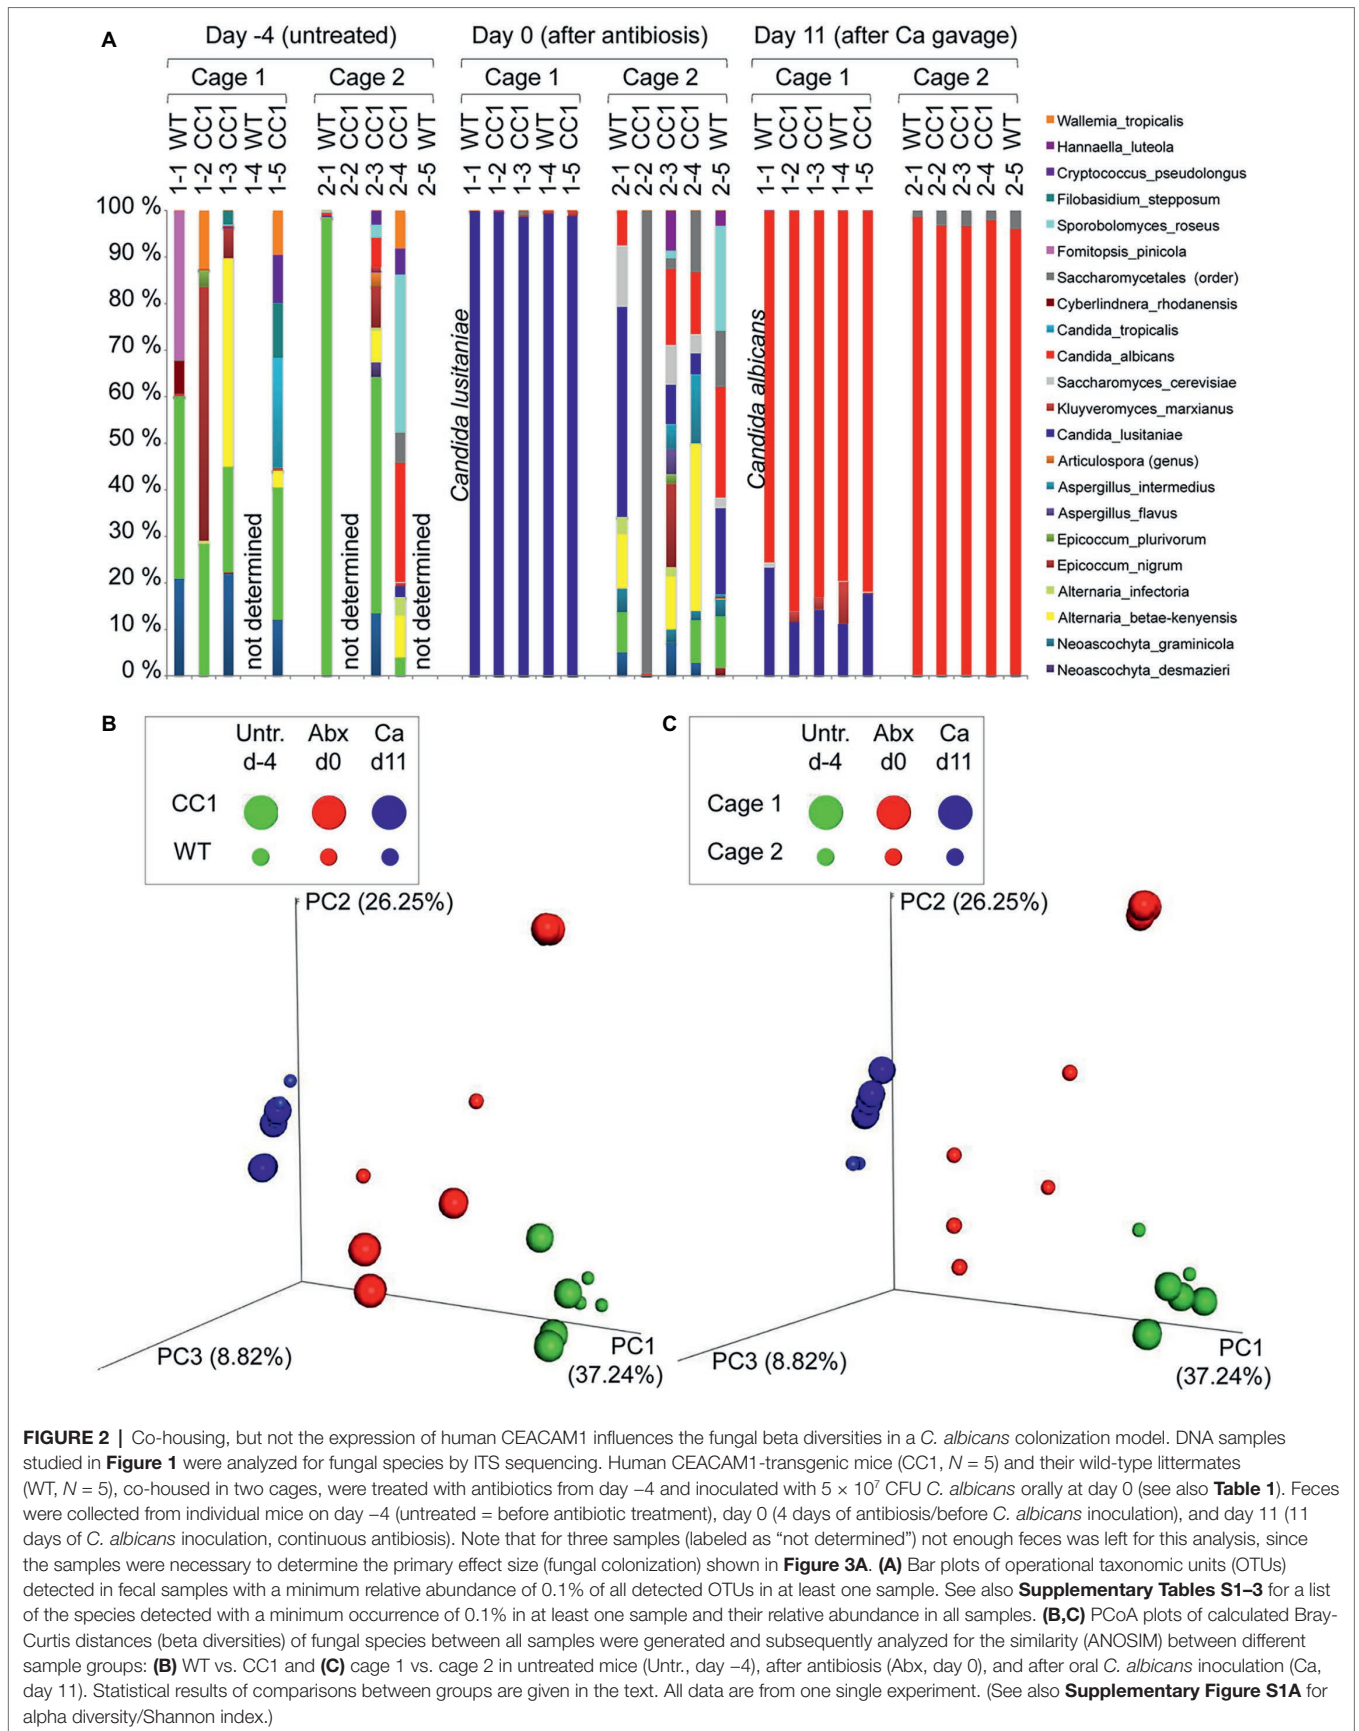 A
Day -4 (untreated)
Day 0 (after antibiosis)
Day 11 (after Ca gavage)
Cage 1
Cage 2
Cage 1
Cage 2
Cage 1
Cage 2
1-1 WT
1-2 CC1
1-3 CC1
1-4 WT
1-5 CC1
2-1 WT
2-2 CC1
2-3 CC1
2-4 CC1
2-5 WT
1-1 WT
1-2 CC1
1-3 CC1
1-4 WT
1-5 CC1
2-1 WT
2-2 CC1
2-3 CC1
2-4 CC1
2-5 WT
1-1 WT
1-2 CC1
1-3 CC1
1-4 WT
1-5 CC1
2-1 WT
2-2 CC1
2-3 CC1
2-4 CC1
2-5 WT
100 %
90 %
80 %
70 %
60 %
50 %
40 %
30 %
20 %
10 %
0 %
not determined
not determined
not determined
Candida lusitaniae
Candida albicans
Wallemia_tropicalis
Hannaella_luteola
Cryptococcus_pseudolongus
Filobasidium_stepposum
Sporobolomyces_roseus
Fomitopsis_pinicola
Saccharomycetales (order)
Cyberlindnera_rhodanensis
Candida_tropicalis
Candida_albicans
Saccharomyces_cerevisiae
Kluyveromyces_marxianus
Candida_lusitaniae
Articulospora (genus)
Aspergillus_intermedius
Aspergillus_flavus
Epicoccum_plurivorum
Epicoccum_nigrum
Alternaria_infectoria
Alternaria_betae-kenyensis
Neoascochyta_graminicola
Neoascochyta_desmazieri
B
Untr. Abx Ca
d-4 d0 d11
CC1
WT
PC2 (26.25%)
PC3 (8.82%)
PC1
(37.24%)
C
Untr. Abx Ca
d-4 d0 d11
Cage 1
Cage 2
PC2 (26.25%)
PC3 (8.82%)
PC1
(37.24%)
FIGURE 2 | Co-housing, but not the expression of human CEACAM1 influences the fungal beta diversities in a C. albicans colonization model. DNA samples
studied in Figure 1 were analyzed for fungal species by ITS sequencing. Human CEACAM1-transgenic mice (CC1, N = 5) and their wild-type littermates
(WT, N = 5), co-housed in two cages, were treated with antibiotics from day −4 and inoculated with 5 × 10⁷ CFU C. albicans orally at day 0 (see also Table 1). Feces
were collected from individual mice on day −4 (untreated = before antibiotic treatment), day 0 (4 days of antibiosis/before C. albicans inoculation), and day 11 (11
days of C. albicans inoculation, continuous antibiosis). Note that for three samples (labeled as “not determined”) not enough feces was left for this analysis, since
the samples were necessary to determine the primary effect size (fungal colonization) shown in Figure 3A. (A) Bar plots of operational taxonomic units (OTUs)
detected in fecal samples with a minimum relative abundance of 0.1% of all detected OTUs in at least one sample. See also Supplementary Tables S1–3 for a list
of the species detected with a minimum occurrence of 0.1% in at least one sample and their relative abundance in all samples. (B,C) PCoA plots of calculated Bray-
Curtis distances (beta diversities) of fungal species between all samples were generated and subsequently analyzed for the similarity (ANOSIM) between different
sample groups: (B) WT vs. CC1 and (C) cage 1 vs. cage 2 in untreated mice (Untr., day −4), after antibiosis (Abx, day 0), and after oral C. albicans inoculation (Ca,
day 11). Statistical results of comparisons between groups are given in the text. All data are from one single experiment. (See also Supplementary Figure S1A for
alpha diversity/Shannon index.)